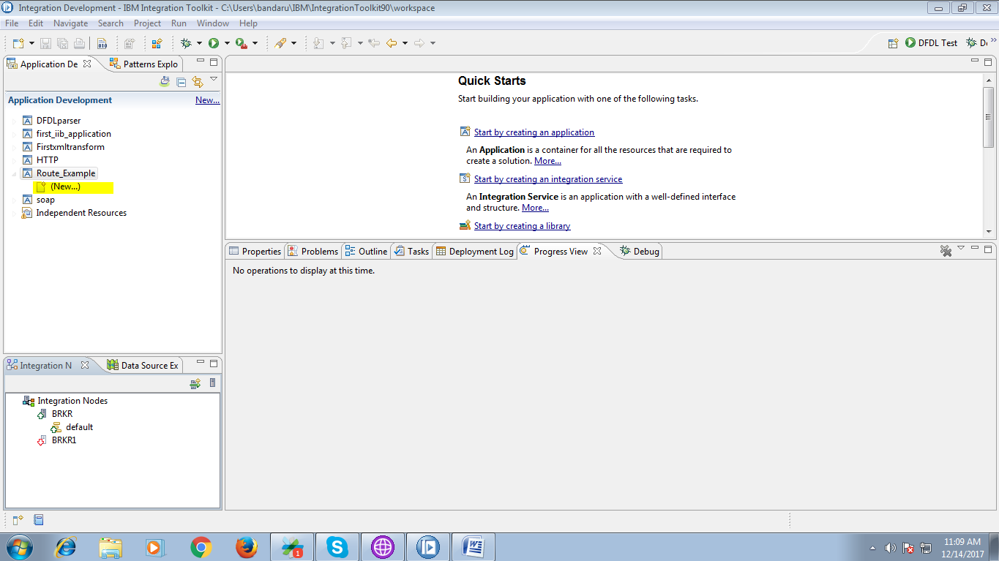 Integration Development - IBM Integration Toolkit - C:\Users\bandaru\IBM\IntegrationToolkit90\workspace
File Edit Navigate Search Project Run Window Help
DFDL Test
Application De
Patterns Explo
Application Development New...
DFDLparser
first_iib_application
Firstxmltransform
HTTP
Route_Example
(New...)
soap
Independent Resources
Quick Starts
Start building your application with one of the following tasks.
Start by creating an application
An Application is a container for all the resources that are required to
create a solution. More...
Start by creating an integration service
An Integration Service is an application with a well-defined interface
and structure. More...
Start by creating a library
Properties Problems Outline Tasks Deployment Log Progress View Debug
No operations to display at this time.
Integration N
Data Source Ex
Integration Nodes
BRKR
default
BRKR1
11:09 AM
12/14/2017